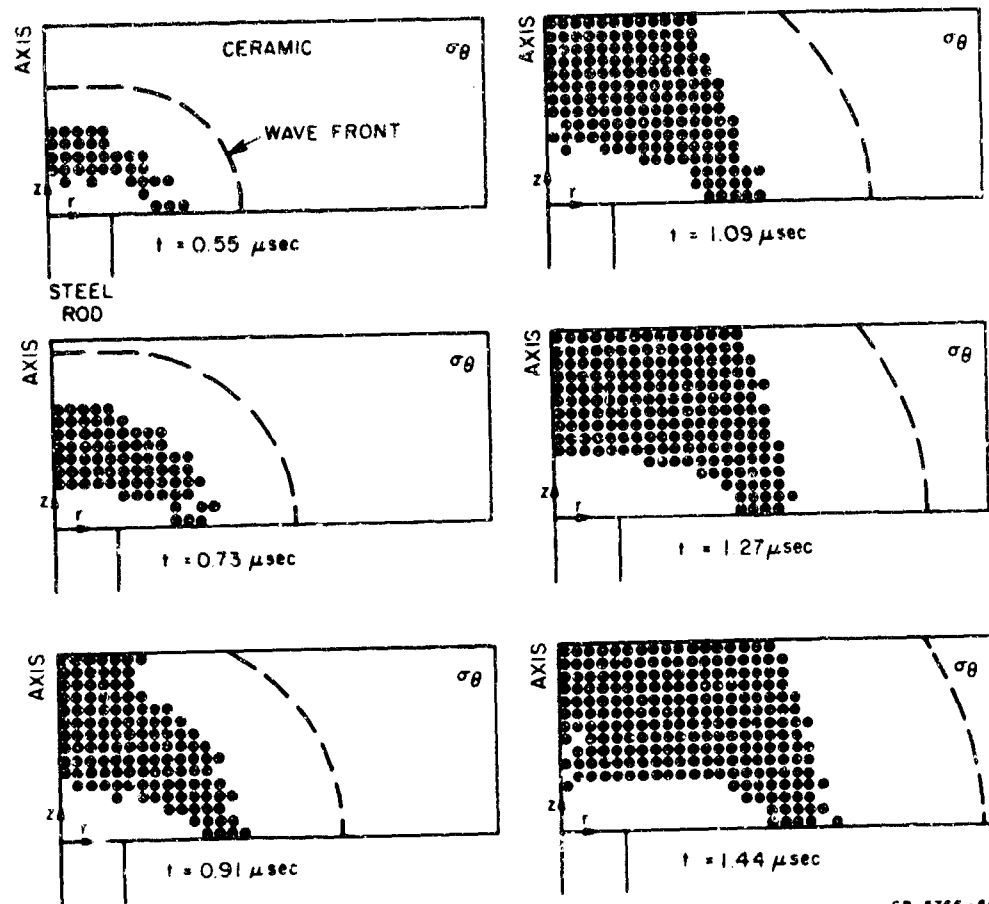 AXIS
CERAMIC
σθ
WAVE FRONT
z
r
t = 0.55 μsec
STEEL
ROD
AXIS
σθ
z
r
t = 0.73 μsec
AXIS
σθ
z
r
t = 0.91 μsec
AXIS
σθ
z
r
t = 1.09 μsec
AXIS
σθ
z
r
t = 1.27 μsec
AXIS
σθ
z
r
t = 1.44 μsec